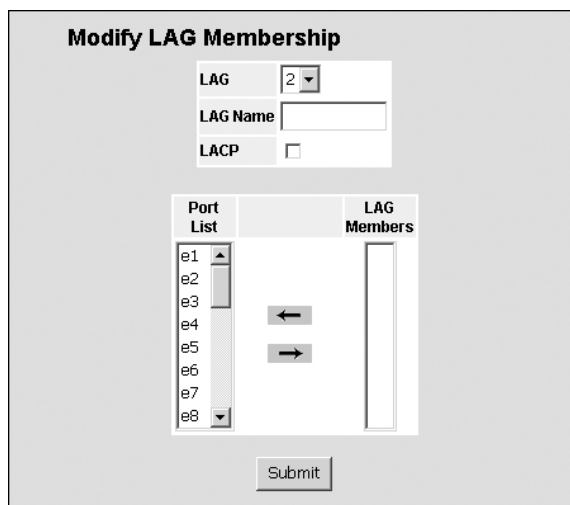 Modify LAG Membership
LAG 2
LAG Name
LACP
Port List
LAG Members
e1
e2
e3
e4
e5
e6
e7
e8
Submit